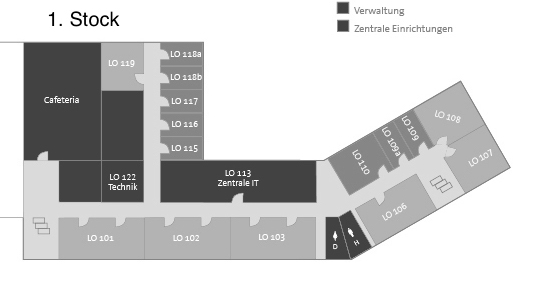 1. Stock
Verwaltung
Zentrale Einrichtungen
LO 119
LO 118a
LO 118b
LO 117
LO 116
LO 115
Cafeteria
LO 122
Technik
LO 113
Zentrale IT
LO 110
LO 109a
LO 109
LO 108
LO 107
LO 106
LO 101
LO 102
LO 103
D
H